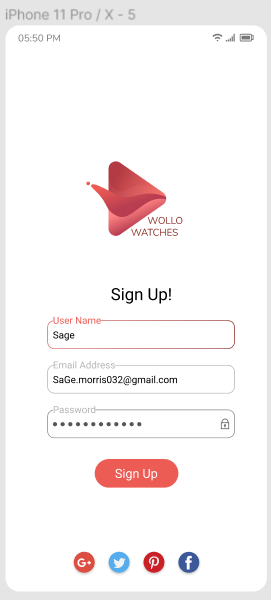 iPhone 11 Pro / X - 5
05:50 PM
WOLLO
WATCHES
Sign Up!
User Name
Sage
Email Address
SaGe.morris032@gmail.com
Password
Sign Up
G+